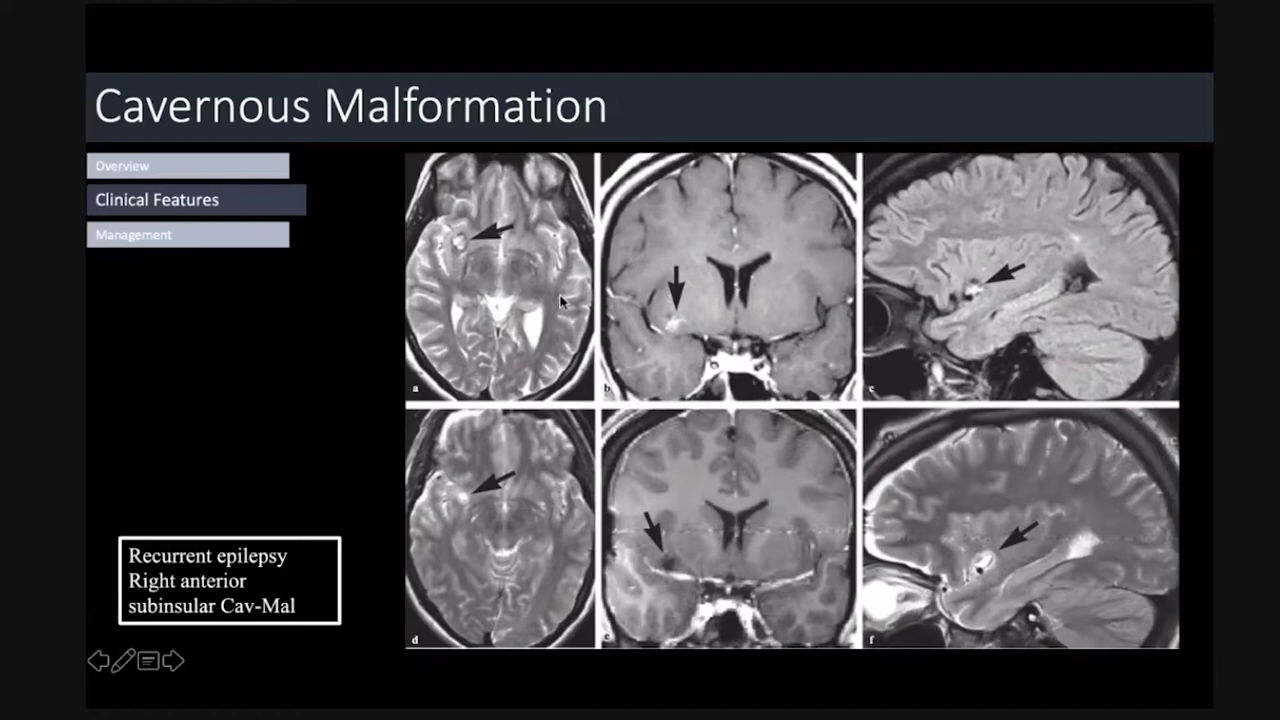 Cavernous Malformation
Overview
Clinical Features
Management
a
b
c
d
e
f
Recurrent epilepsy
Right anterior
subinsular Cav-Mal